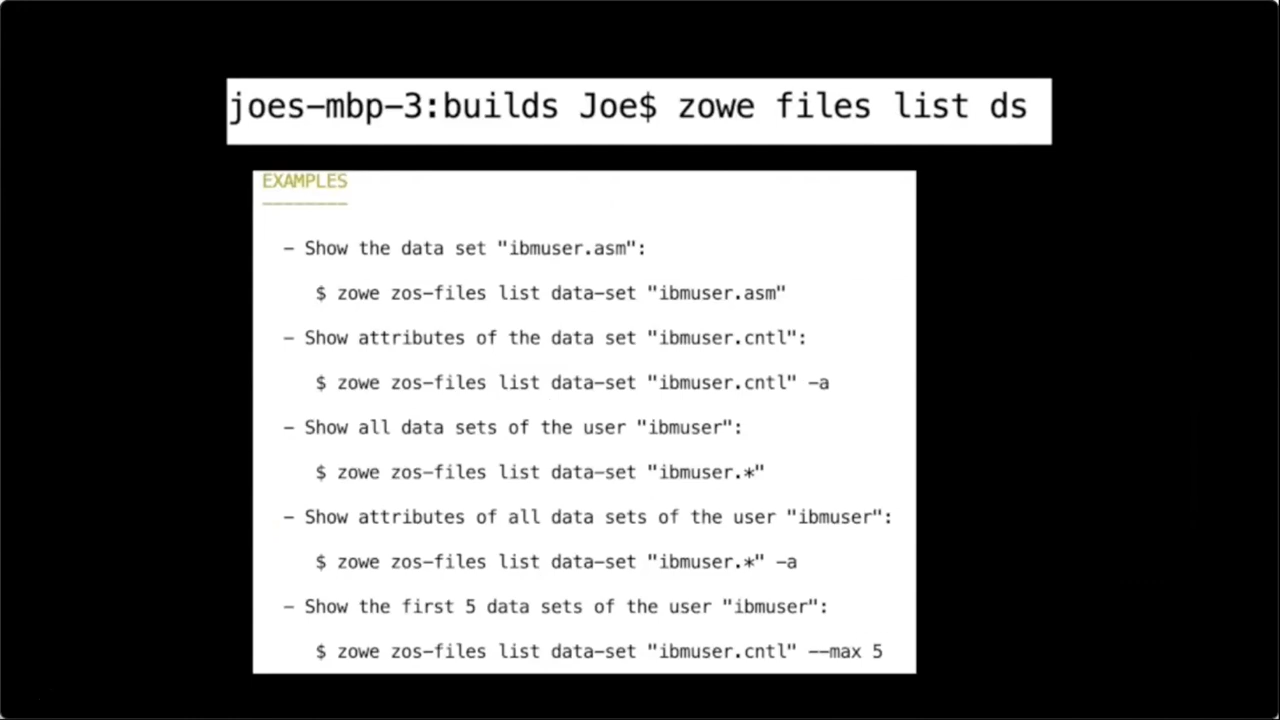 joes-mbp-3:builds Joe$ zowe files list ds
EXAMPLES
--------
- Show the data set "ibmuser.asm":
$ zowe zos-files list data-set "ibmuser.asm"
- Show attributes of the data set "ibmuser.cntl":
$ zowe zos-files list data-set "ibmuser.cntl" -a
- Show all data sets of the user "ibmuser":
$ zowe zos-files list data-set "ibmuser.*"
- Show attributes of all data sets of the user "ibmuser":
$ zowe zos-files list data-set "ibmuser.*" -a
- Show the first 5 data sets of the user "ibmuser":
$ zowe zos-files list data-set "ibmuser.cntl" --max 5